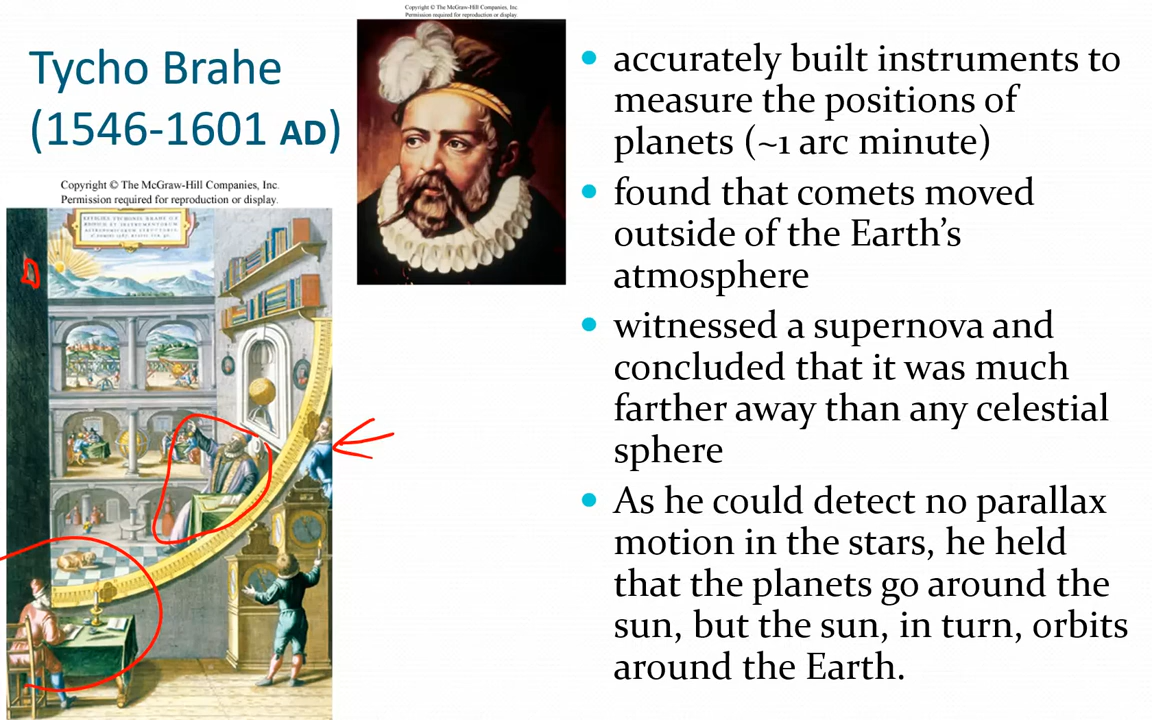 Copyright © The McGraw-Hill Companies, Inc.
Permission required for reproduction or display.
Tycho Brahe
(1546-1601 AD)
Copyright © The McGraw-Hill Companies, Inc.
Permission required for reproduction or display.
accurately built instruments to
measure the positions of
planets (~1 arc minute)
found that comets moved
outside of the Earth’s
atmosphere
witnessed a supernova and
concluded that it was much
farther away than any celestial
sphere
As he could detect no parallax
motion in the stars, he held
that the planets go around the
sun, but the sun, in turn, orbits
around the Earth.